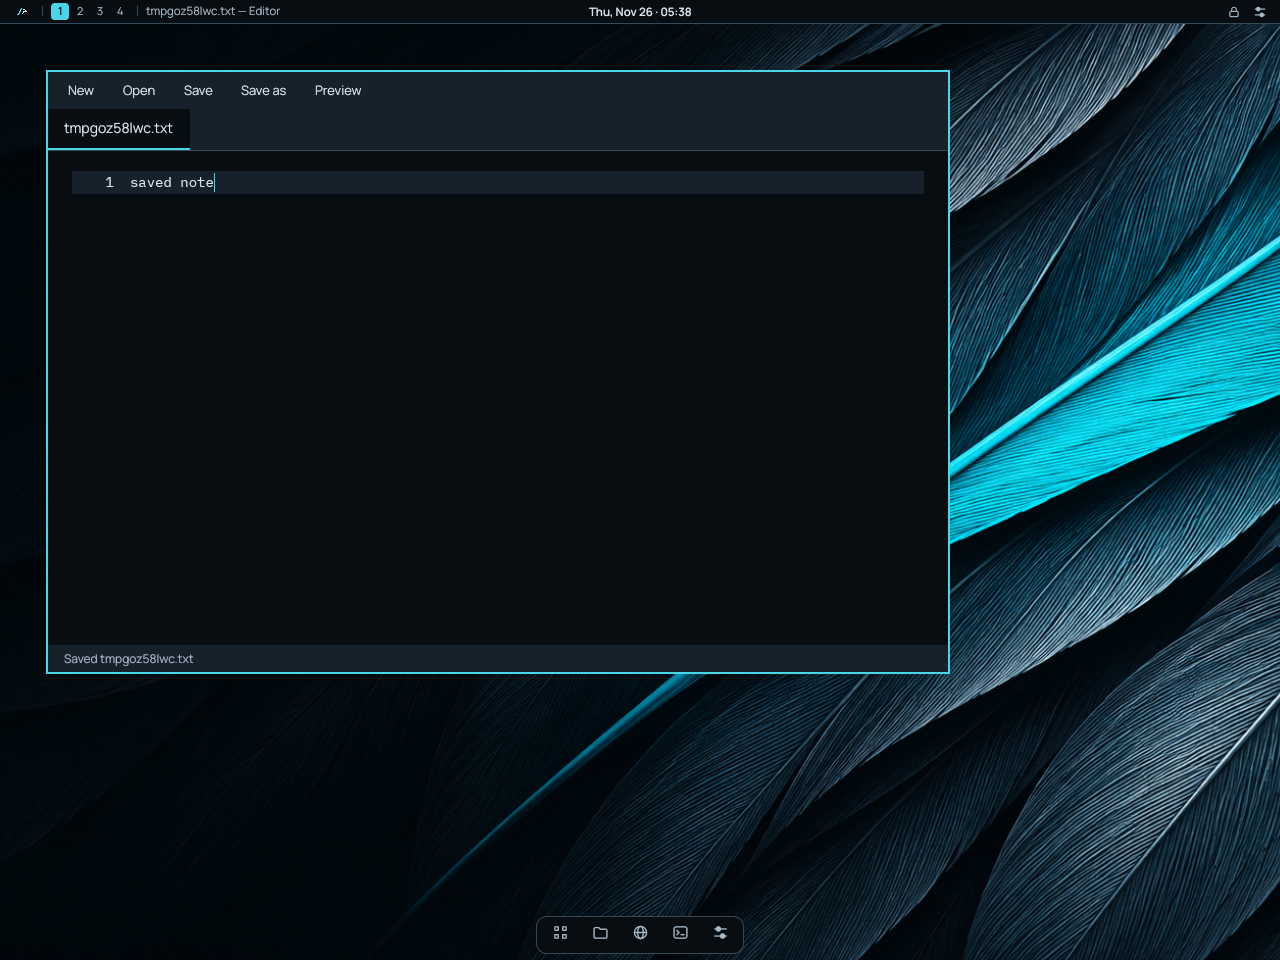 1 2 3 4 tmpgoz58lwc.txt — Editor Thu, Nov 26 · 05:38
New Open Save Save as Preview
tmpgoz58lwc.txt
1 saved note
Saved tmpgoz58lwc.txt